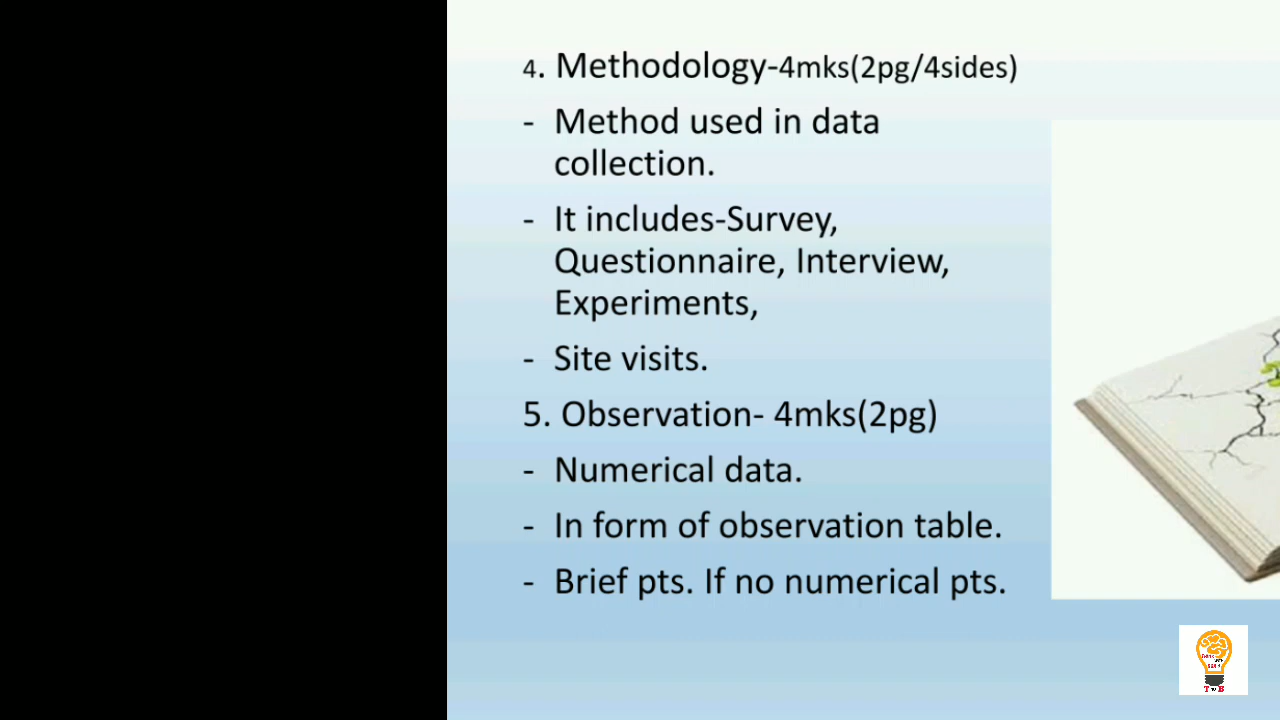 4. Methodology-4mks(2pg/4sides)
- Method used in data
collection.
- It includes-Survey,
Questionnaire, Interview,
Experiments,
- Site visits.
5. Observation- 4mks(2pg)
- Numerical data.
- In form of observation table.
- Brief pts. If no numerical pts.
T B